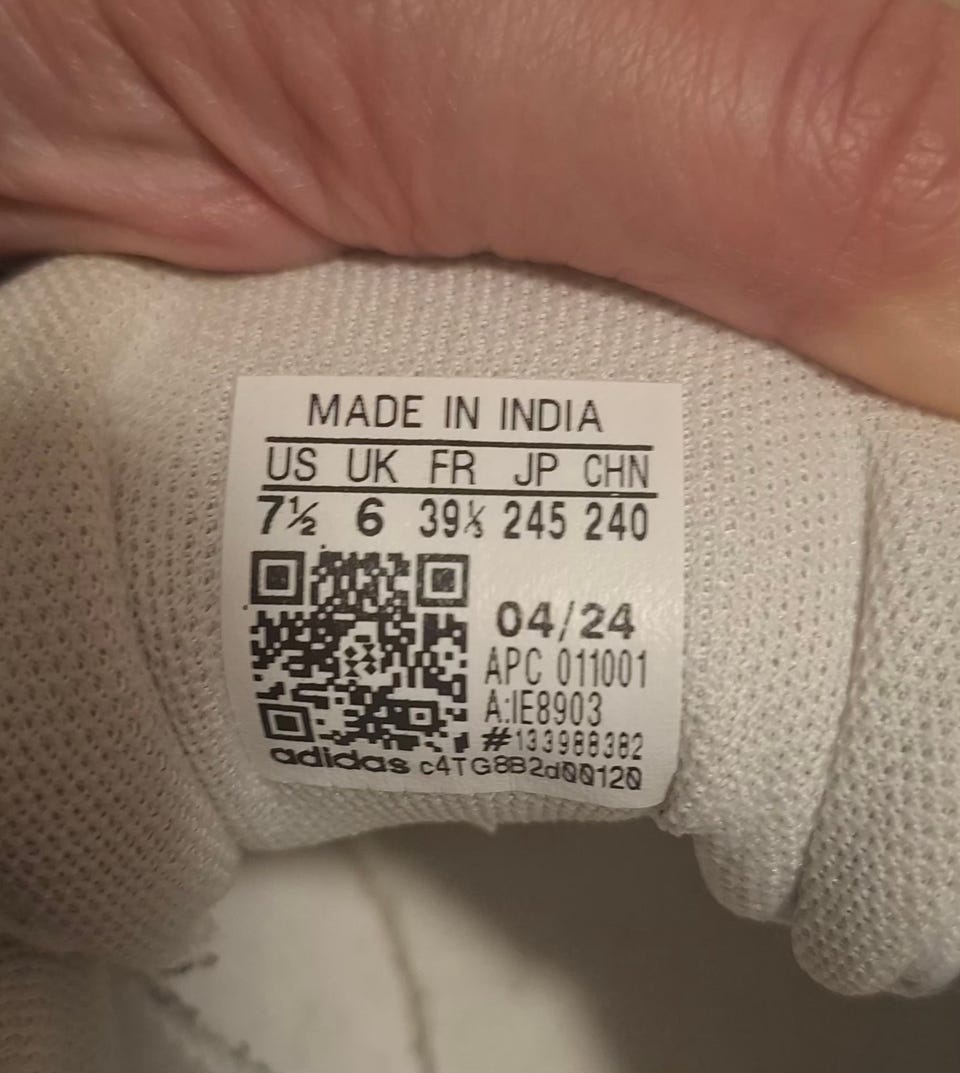 MADE IN INDIA
US UK FR JP CHN
7½ 6 39⅓ 245 240
04/24
APC 011001
A:IE8903
#133988382
adidas c4TG8B2d00120